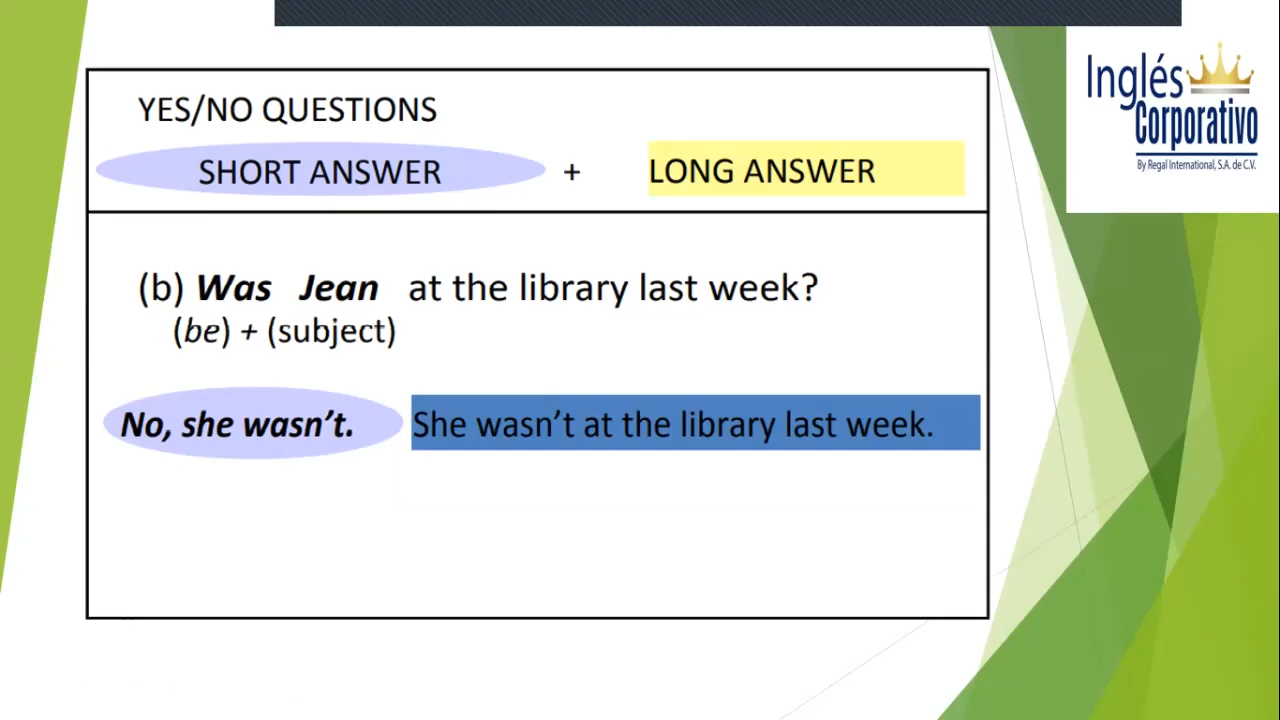 YES/NO QUESTIONS
SHORT ANSWER + LONG ANSWER
(b) Was Jean at the library last week?
(be) + (subject)
No, she wasn’t. She wasn’t at the library last week.
Inglés
Corporativo
By Regal International, S.A. de C.V.